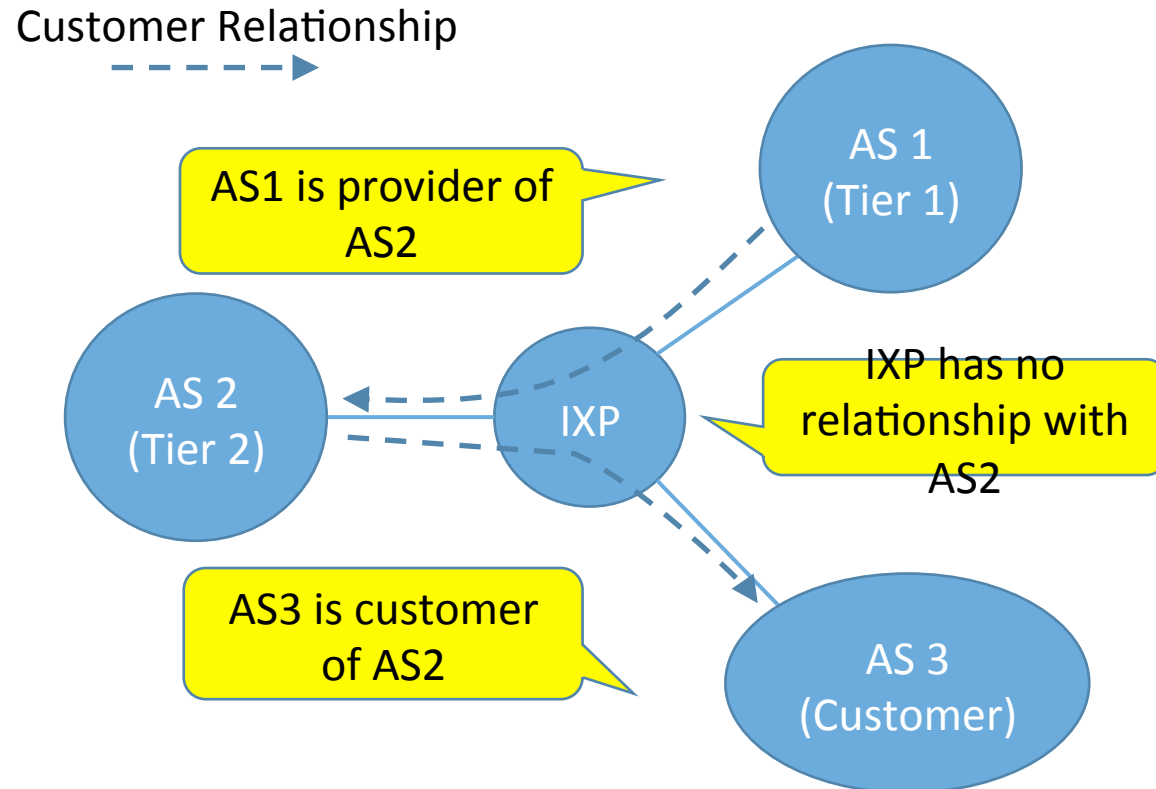 Customer Relationship
AS 1
(Tier 1)
AS1 is provider of
AS2
AS 2
(Tier 2)
IXP
IXP has no
relationship with
AS2
AS3 is customer
of AS2
AS 3
(Customer)